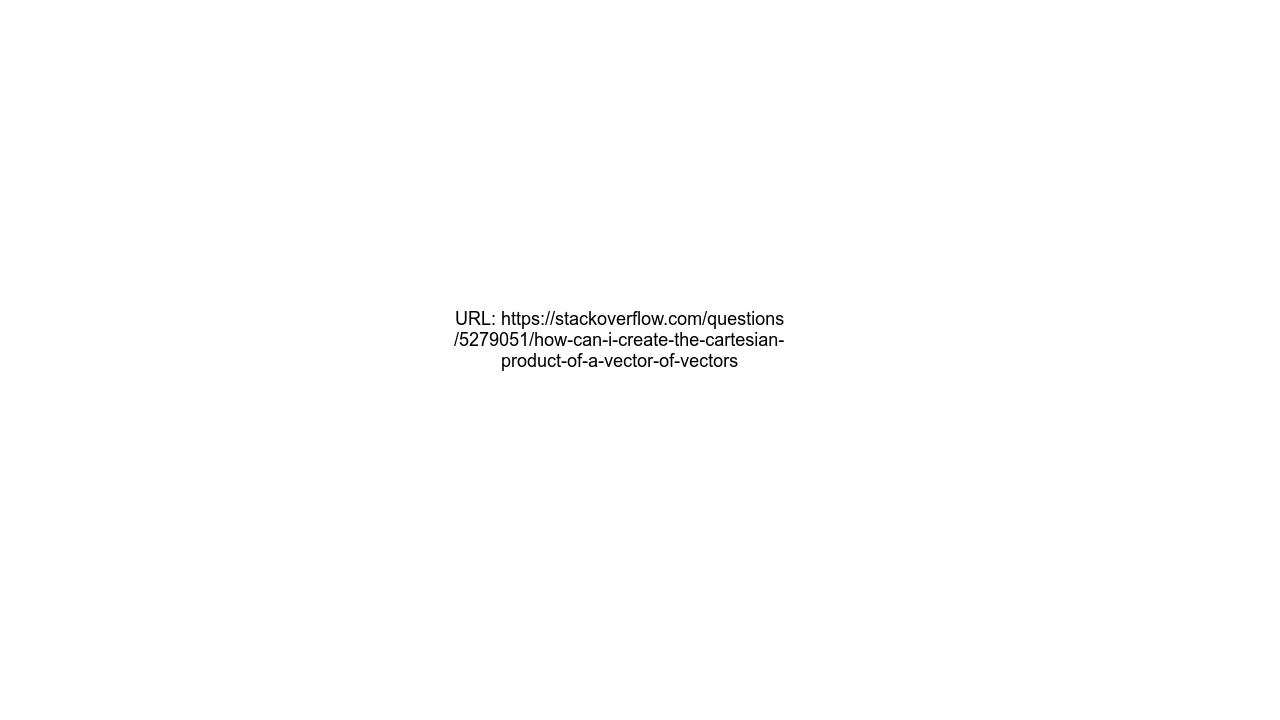 URL: https://stackoverflow.com/questions
/5279051/how-can-i-create-the-cartesian-
product-of-a-vector-of-vectors